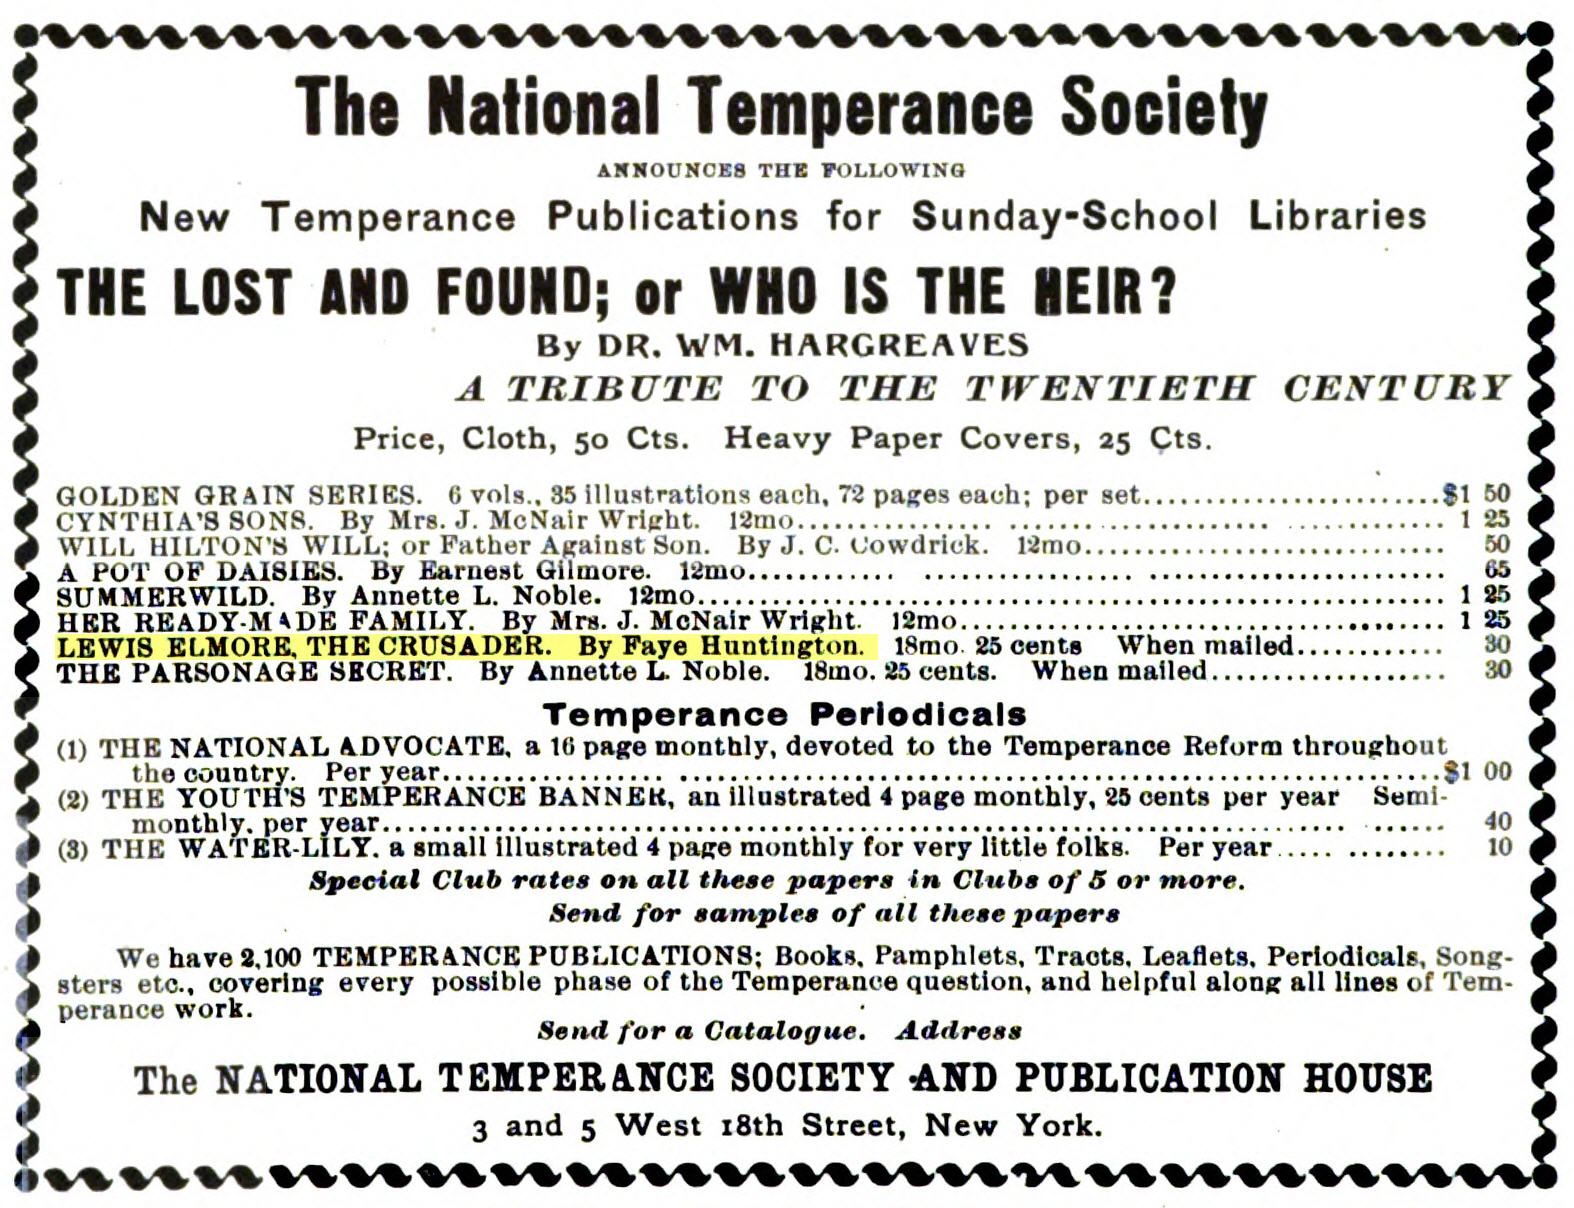 The National Temperance Society
ANNOUNCES THE FOLLOWING
New Temperance Publications for Sunday-School Libraries
THE LOST AND FOUND; or WHO IS THE HEIR?
By DR. WM. HARGREAVES
A TRIBUTE TO THE TWENTIETH CENTURY
Price, Cloth, 50 Cts. Heavy Paper Covers, 25 Cts.
GOLDEN GRAIN SERIES. 6 vols., 35 illustrations each, 72 pages each; per set........................$1 50
CYNTHIA'S SONS. By Mrs. J. McNair Wright. 12mo........................ 1 25
WILL HILTON'S WILL; or Father Against Son. By J. C. Cowdrick. 12mo........................ 50
A POT OF DAISIES. By Earnest Gilmore. 12mo........................ 65
SUMMERWILD. By Annette L. Noble. 12mo........................ 1 25
HER READY-MADE FAMILY. By Mrs. J. McNair Wright. 12mo........................ 1 25
LEWIS ELMORE, THE CRUSADER. By Faye Huntington. 18mo. 25 cents When mailed............ 30
THE PARSONAGE SECRET. By Annette L. Noble. 18mo. 25 cents. When mailed................... 30
Temperance Periodicals
(1) THE NATIONAL ADVOCATE, a 16 page monthly, devoted to the Temperance Reform throughout
the country. Per year........................$1 00
(2) THE YOUTH'S TEMPERANCE BANNER, an illustrated 4 page monthly, 25 cents per year Semi-
monthly, per year........................ 40
(3) THE WATER-LILY, a small illustrated 4 page monthly for very little folks. Per year..... ......... 10
Special Club rates on all these papers in Clubs of 5 or more.
Send for samples of all these papers
We have 2,100 TEMPERANCE PUBLICATIONS; Books, Pamphlets, Tracts, Leaflets, Periodicals, Song-
sters etc., covering every possible phase of the Temperance question, and helpful along all lines of Tem-
perance work.
Send for a Catalogue. Address
The NATIONAL TEMPERANCE SOCIETY AND PUBLICATION HOUSE
3 and 5 West 18th Street, New York.